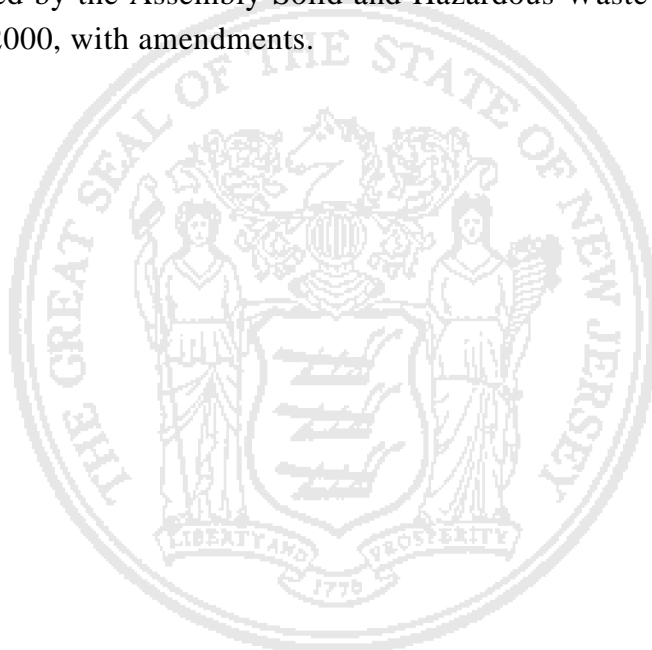 ed by the Assembly Solid and Hazardous Waste
2000, with amendments.
THE GREAT SEAL OF THE STATE OF NEW JERSEY
LIBERTY AND PROSPERITY
1776